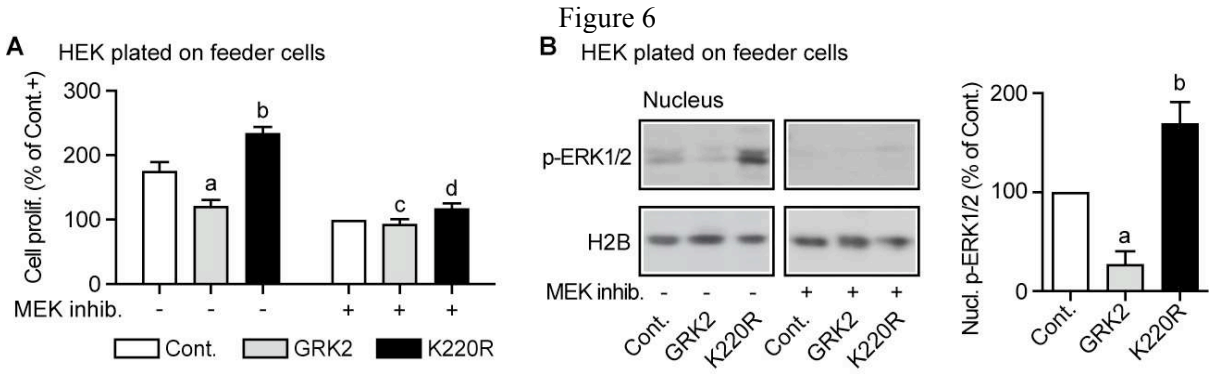 Figure 6
A HEK plated on feeder cells
Cell prolif. (% of Cont.+)
300
200
100
0
b
a
d
c
MEK inhib. - - - + + +
Cont. GRK2 K220R
B HEK plated on feeder cells
Nucleus
p-ERK1/2
H2B
MEK inhib. - - - + + +
Cont. GRK2 K220R Cont. GRK2 K220R
Nucl. p-ERK1/2 (% of Cont.)
200
100
0
b
a
Cont. GRK2 K220R